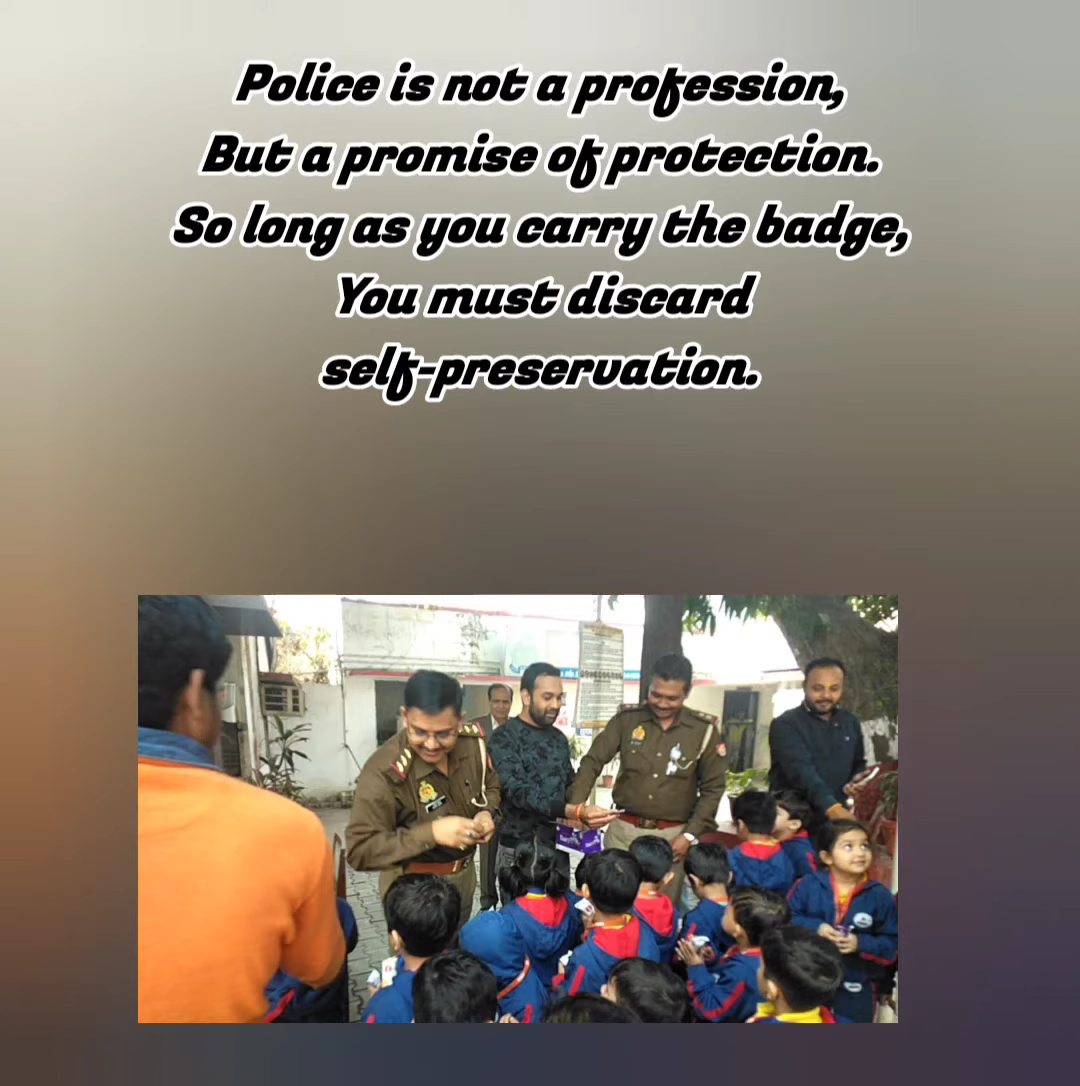 Police is not a profession,
But a promise of protection.
So long as you carry the badge,
You must discard
self-preservation.